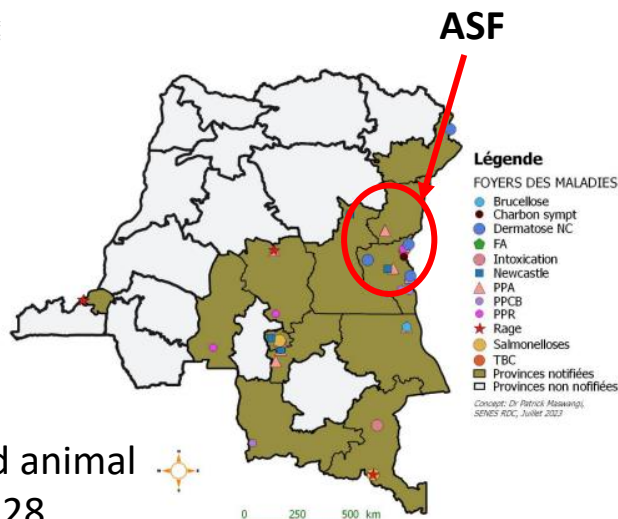 ASF
Légende
FOYERS DES MALADIES
Brucellose
Charbon sympt
Dermatose NC
FA
Intoxication
Newcastle
PPA
PPCB
PPR
Rage
Salmonelloses
TBC
Provinces notifiées
Provinces non nofifiées
Concept: Dr Patrick Maswangi,
SENES RDC, Juillet 2023
d animal
28
0 250 500 km